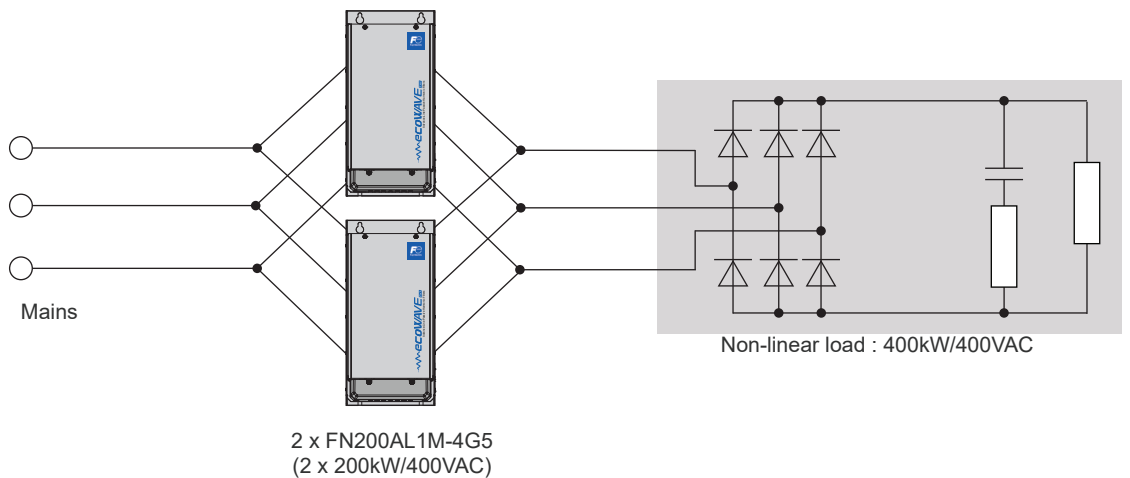 ecoWAVE
ecoWAVE
Mains
Non-linear load : 400kW/400VAC
2 x FN200AL1M-4G5
(2 x 200kW/400VAC)